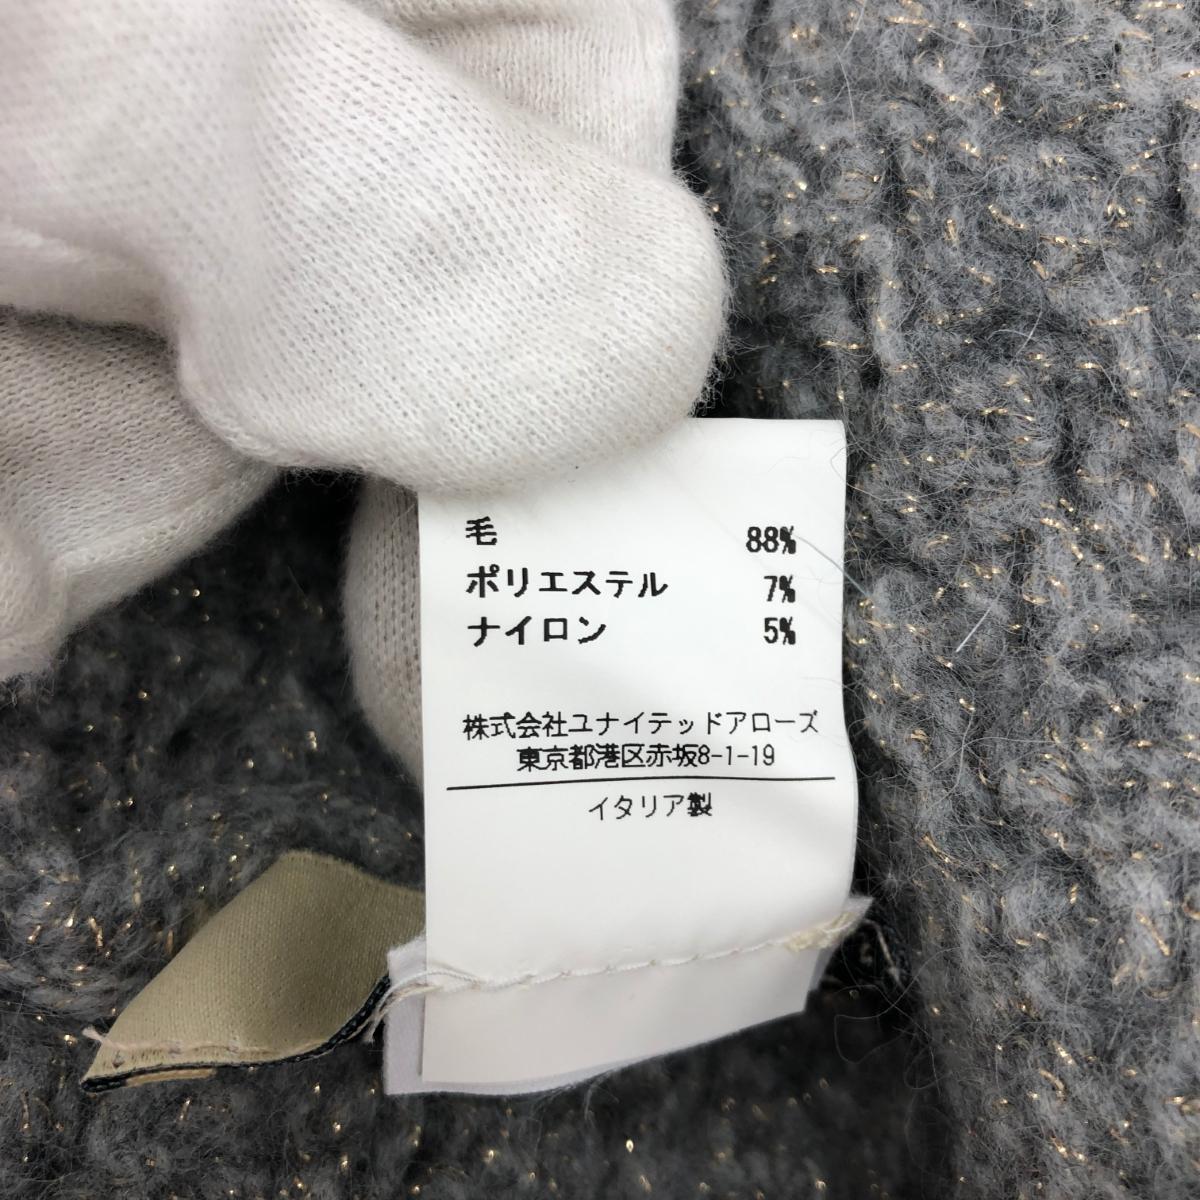 毛 88%
ポリエステル 7%
ナイロン 5%
株式会社ユナイテッドアローズ
東京都港区赤坂8-1-19
イタリア製